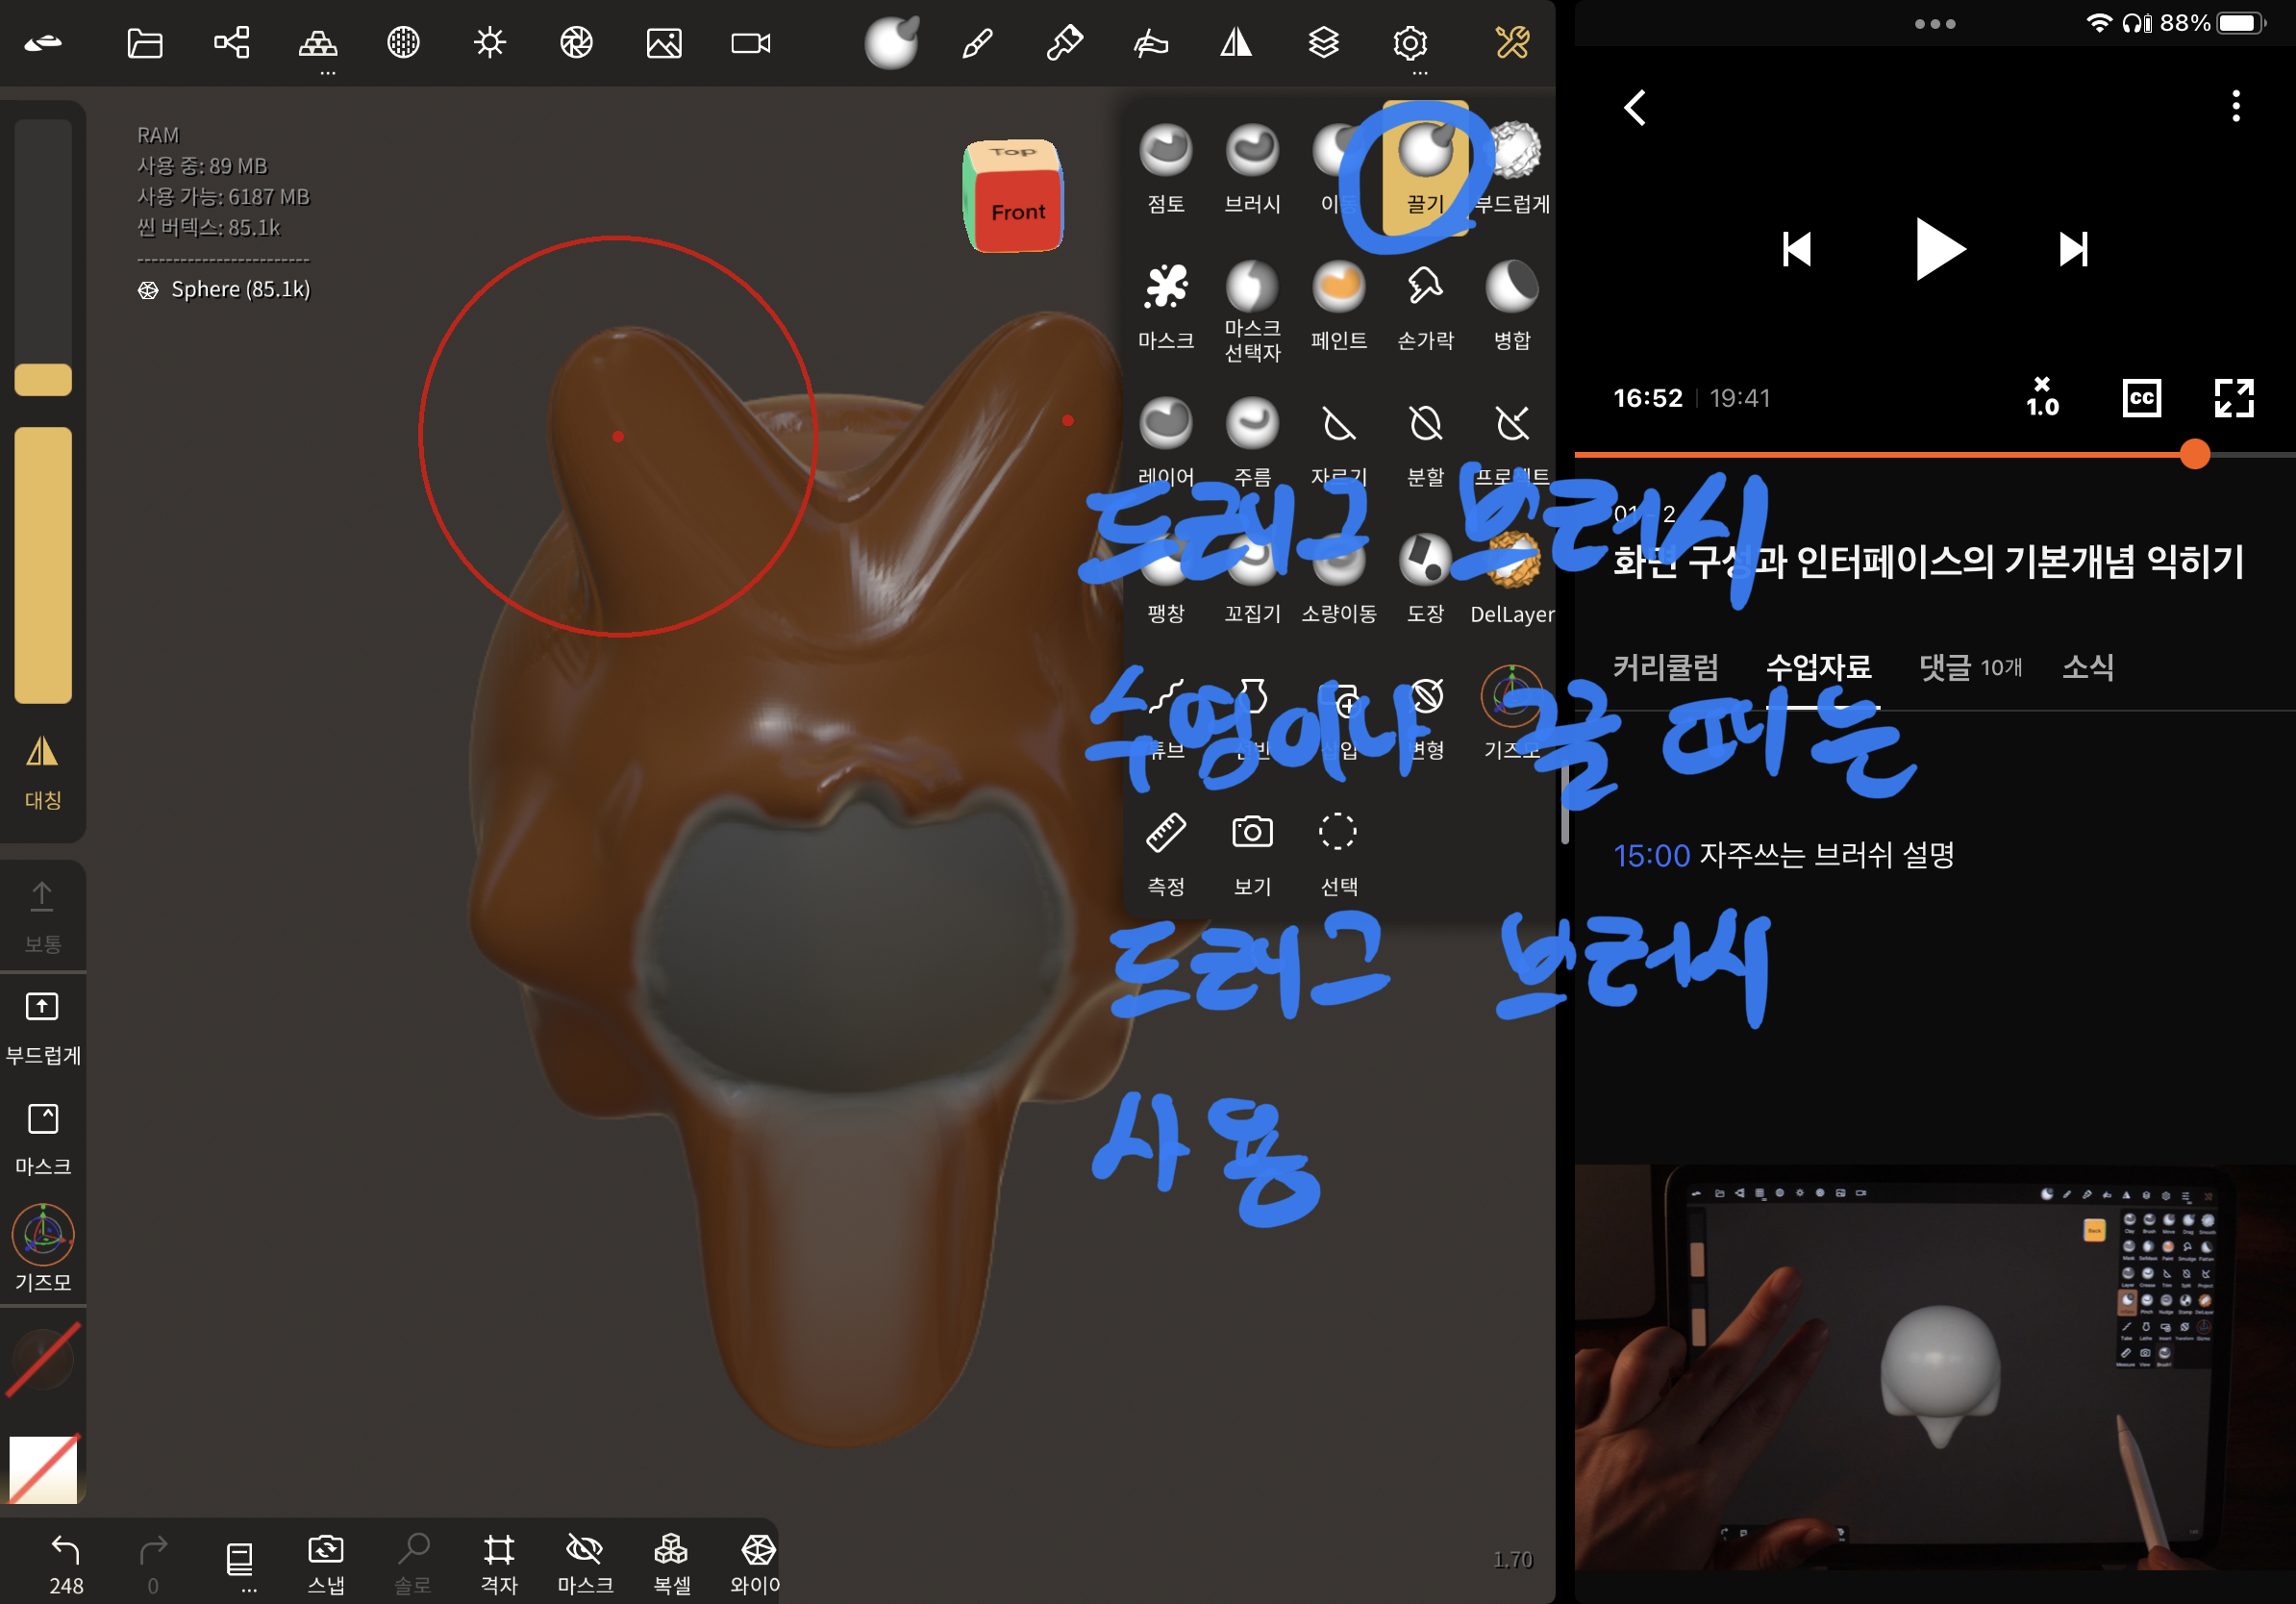 88%
RAM
사용 중: 89 MB
사용 가능: 6187 MB
씬 버텍스: 85.1k
Sphere (85.1k)
Top
Front
점토 브러시 이동 끌기 부드럽게
마스크 마스크 선택자 페인트 손가락 병합
레이어 주름 자르기 분할 프로젝트
팽창 꼬집기 소량이동 도장 DelLayer
튜브 선반 삽입 변형 기즈모
측정 보기 선택
드래그 브러시
수염이나 귈 때는
드래그 브러시
사용
대칭
보통
부드럽게
마스크
기즈모
248
0
스냅
솔로
격자
마스크
복셀
와이어
1.70
16:52 | 19:41
×
1.0
CC
화면 구성과 인터페이스의 기본개념 익히기
커리큘럼 수업자료 댓글 10개 소식
15:00 자주쓰는 브러쉬 설명
Back